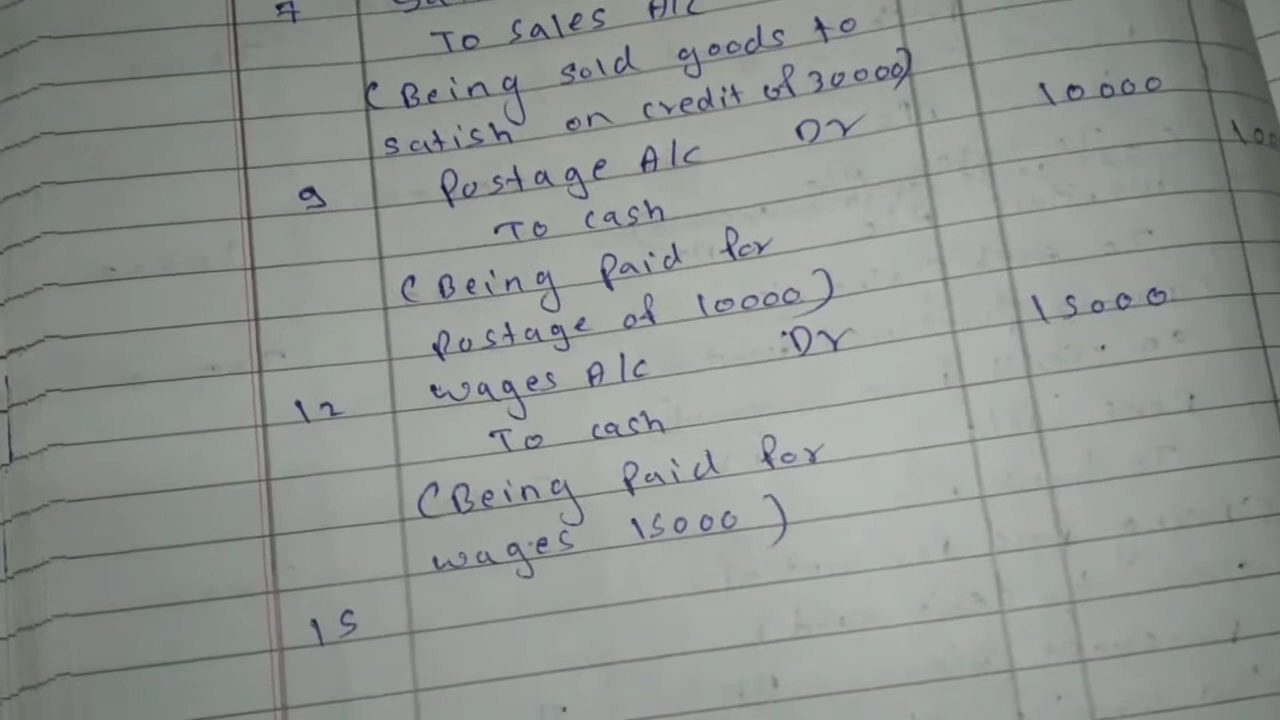 7
To sales A/c
(Being sold goods to
satish on credit of 30000)
9 Postage A/c Dr 10000
To cash
(Being Paid for
Postage of 10000)
12 wages A/c Dr 15000
To cash
(Being Paid for
wages 15000)
15